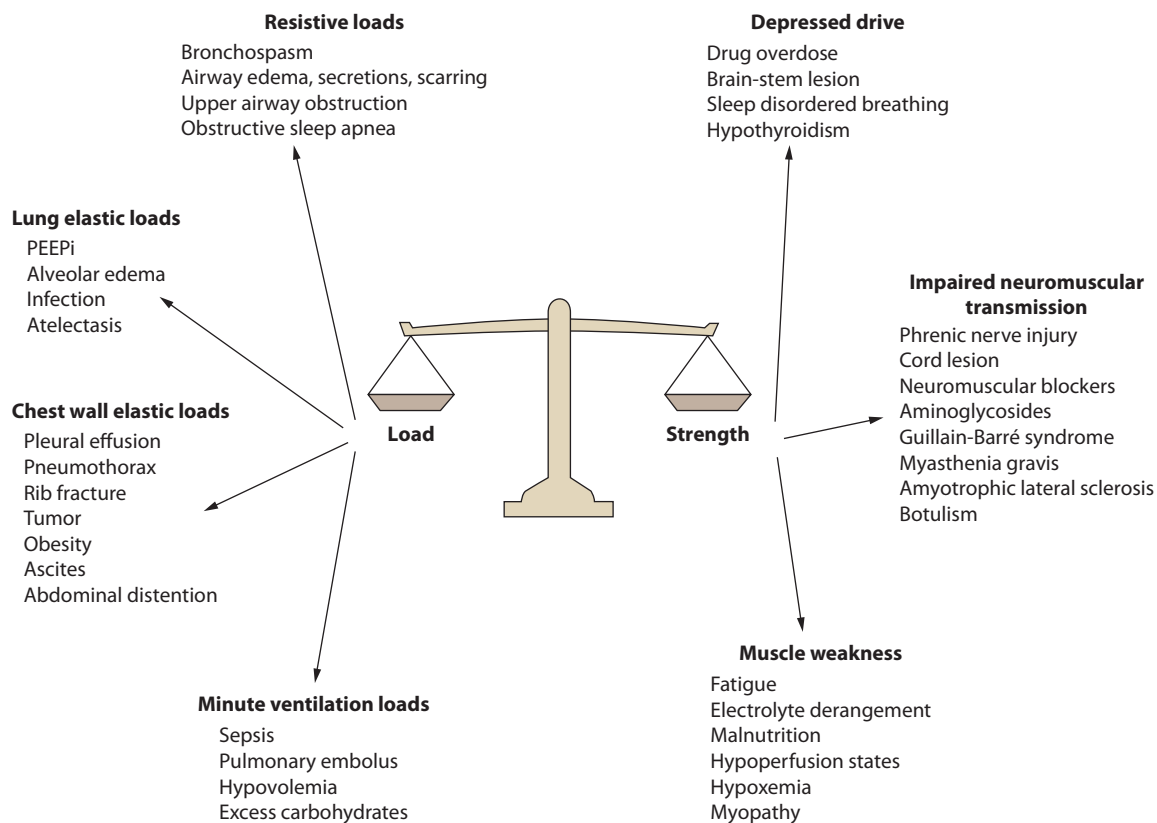 Resistive loads
Bronchospasm
Airway edema, secretions, scarring
Upper airway obstruction
Obstructive sleep apnea
Depressed drive
Drug overdose
Brain-stem lesion
Sleep disordered breathing
Hypothyroidism
Lung elastic loads
PEEPi
Alveolar edema
Infection
Atelectasis
Impaired neuromuscular
transmission
Phrenic nerve injury
Cord lesion
Neuromuscular blockers
Aminoglycosides
Guillain-Barré syndrome
Myasthenia gravis
Amyotrophic lateral sclerosis
Botulism
Chest wall elastic loads
Pleural effusion
Pneumothorax
Rib fracture
Tumor
Obesity
Ascites
Abdominal distention
Load
Strength
Minute ventilation loads
Sepsis
Pulmonary embolus
Hypovolemia
Excess carbohydrates
Muscle weakness
Fatigue
Electrolyte derangement
Malnutrition
Hypoperfusion states
Hypoxemia
Myopathy